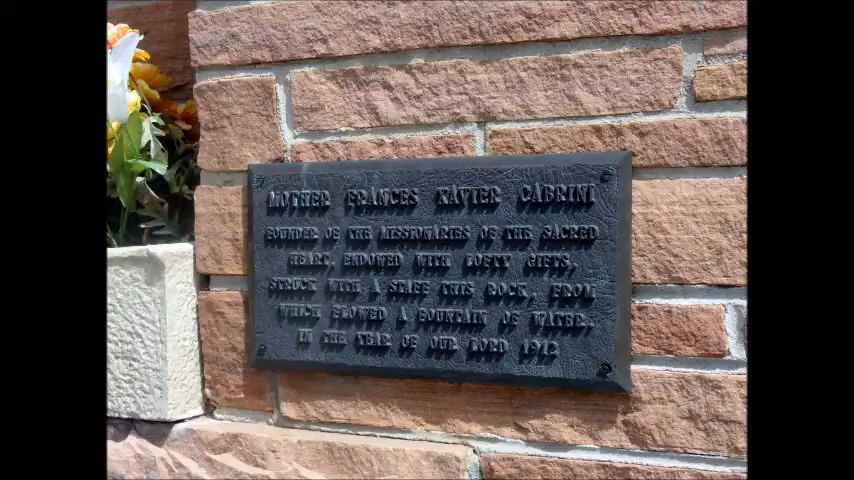 MOTHER FRANCES XAVIER CABRINI
FOUNDER OF THE MISSIONARIES OF THE SACRED
HEART, ENDOWED WITH LOFTY GIFTS,
STRUCK WITH A STAFF THIS ROCK, FROM
WHICH FLOWED A FOUNTAIN OF WATER,
IN THE YEAR OF OUR LORD 1912